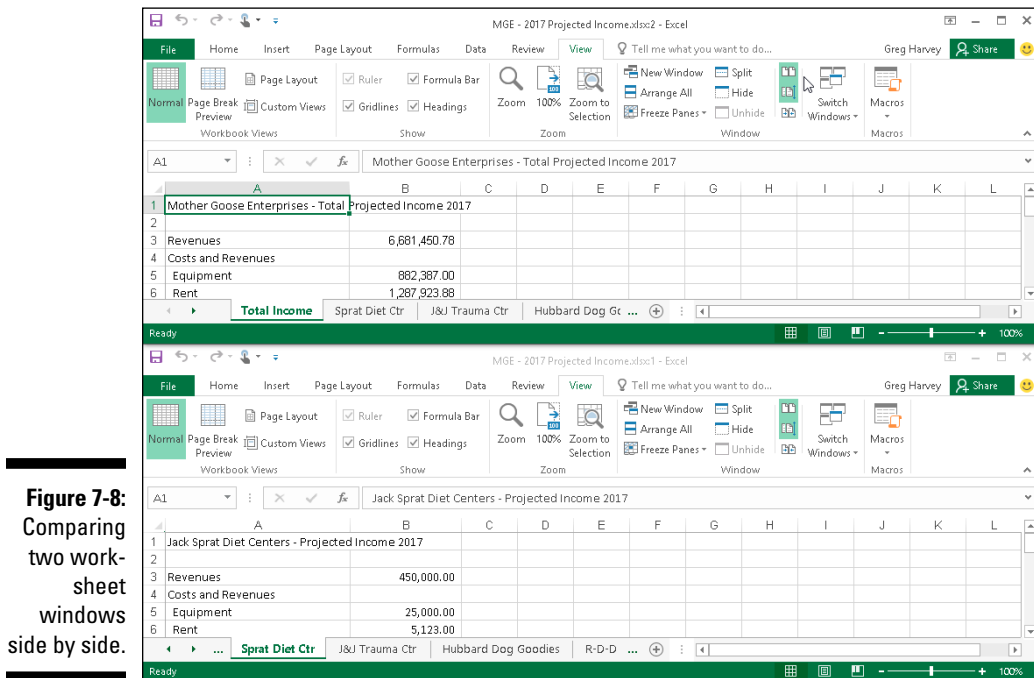 MGE - 2017 Projected Income.xlsx:2 - Excel
File Home Insert Page Layout Formulas Data Review View Tell me what you want to do... Greg Harvey Share
Normal Page Break Preview Page Layout Custom Views Workbook Views
Ruler Formula Bar Gridlines Headings Show
Zoom 100% Zoom to Selection Zoom
New Window Arrange All Freeze Panes Split Hide Unhide Switch Windows Window
Macros Macros
A1 fx Mother Goose Enterprises - Total Projected Income 2017
A B C D E F G H I J K L
1 Mother Goose Enterprises - Total Projected Income 2017
2
3 Revenues 6,681,450.78
4 Costs and Revenues
5 Equipment 882,387.00
6 Rent 1,287,923.88
Total Income Sprat Diet Ctr J&J Trauma Ctr Hubbard Dog Gc ...
Ready 100%
MGE - 2017 Projected Income.xlsx:1 - Excel
File Home Insert Page Layout Formulas Data Review View Tell me what you want to do... Greg Harvey Share
Normal Page Break Preview Page Layout Custom Views Workbook Views
Ruler Formula Bar Gridlines Headings Show
Zoom 100% Zoom to Selection Zoom
New Window Arrange All Freeze Panes Split Hide Unhide Switch Windows Window
Macros Macros
A1 fx Jack Sprat Diet Centers - Projected Income 2017
A B C D E F G H I J K L
1 Jack Sprat Diet Centers - Projected Income 2017
2
3 Revenues 450,000.00
4 Costs and Revenues
5 Equipment 25,000.00
6 Rent 5,123.00
... Sprat Diet Ctr J&J Trauma Ctr Hubbard Dog Goodies R-D-D ...
Ready 100%
Figure 7-8:
Comparing
two work-
sheet
windows
side by side.